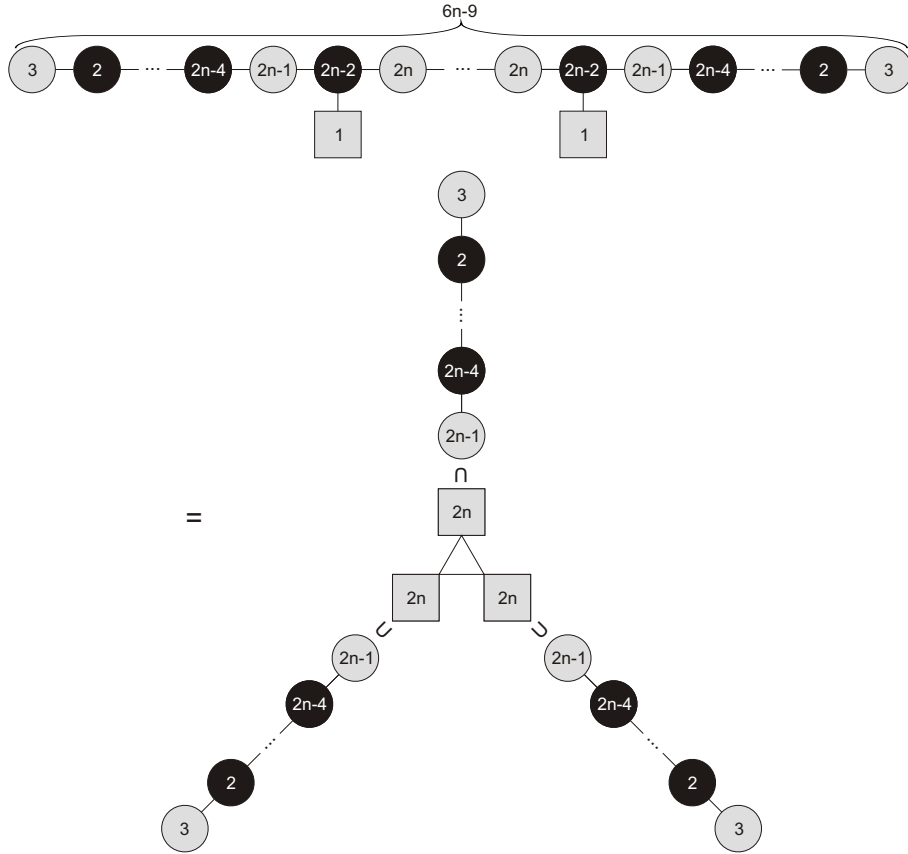 6n-9
3 2 ... 2n-4 2n-1 2n-2 2n ... 2n 2n-2 2n-1 2n-4 ... 2 3
1 1
3
2
...
2n-4
2n-1
∩
= 2n
2n 2n
⊂ ⊃
2n-1 2n-1
2n-4 2n-4
... ...
2 2
3 3